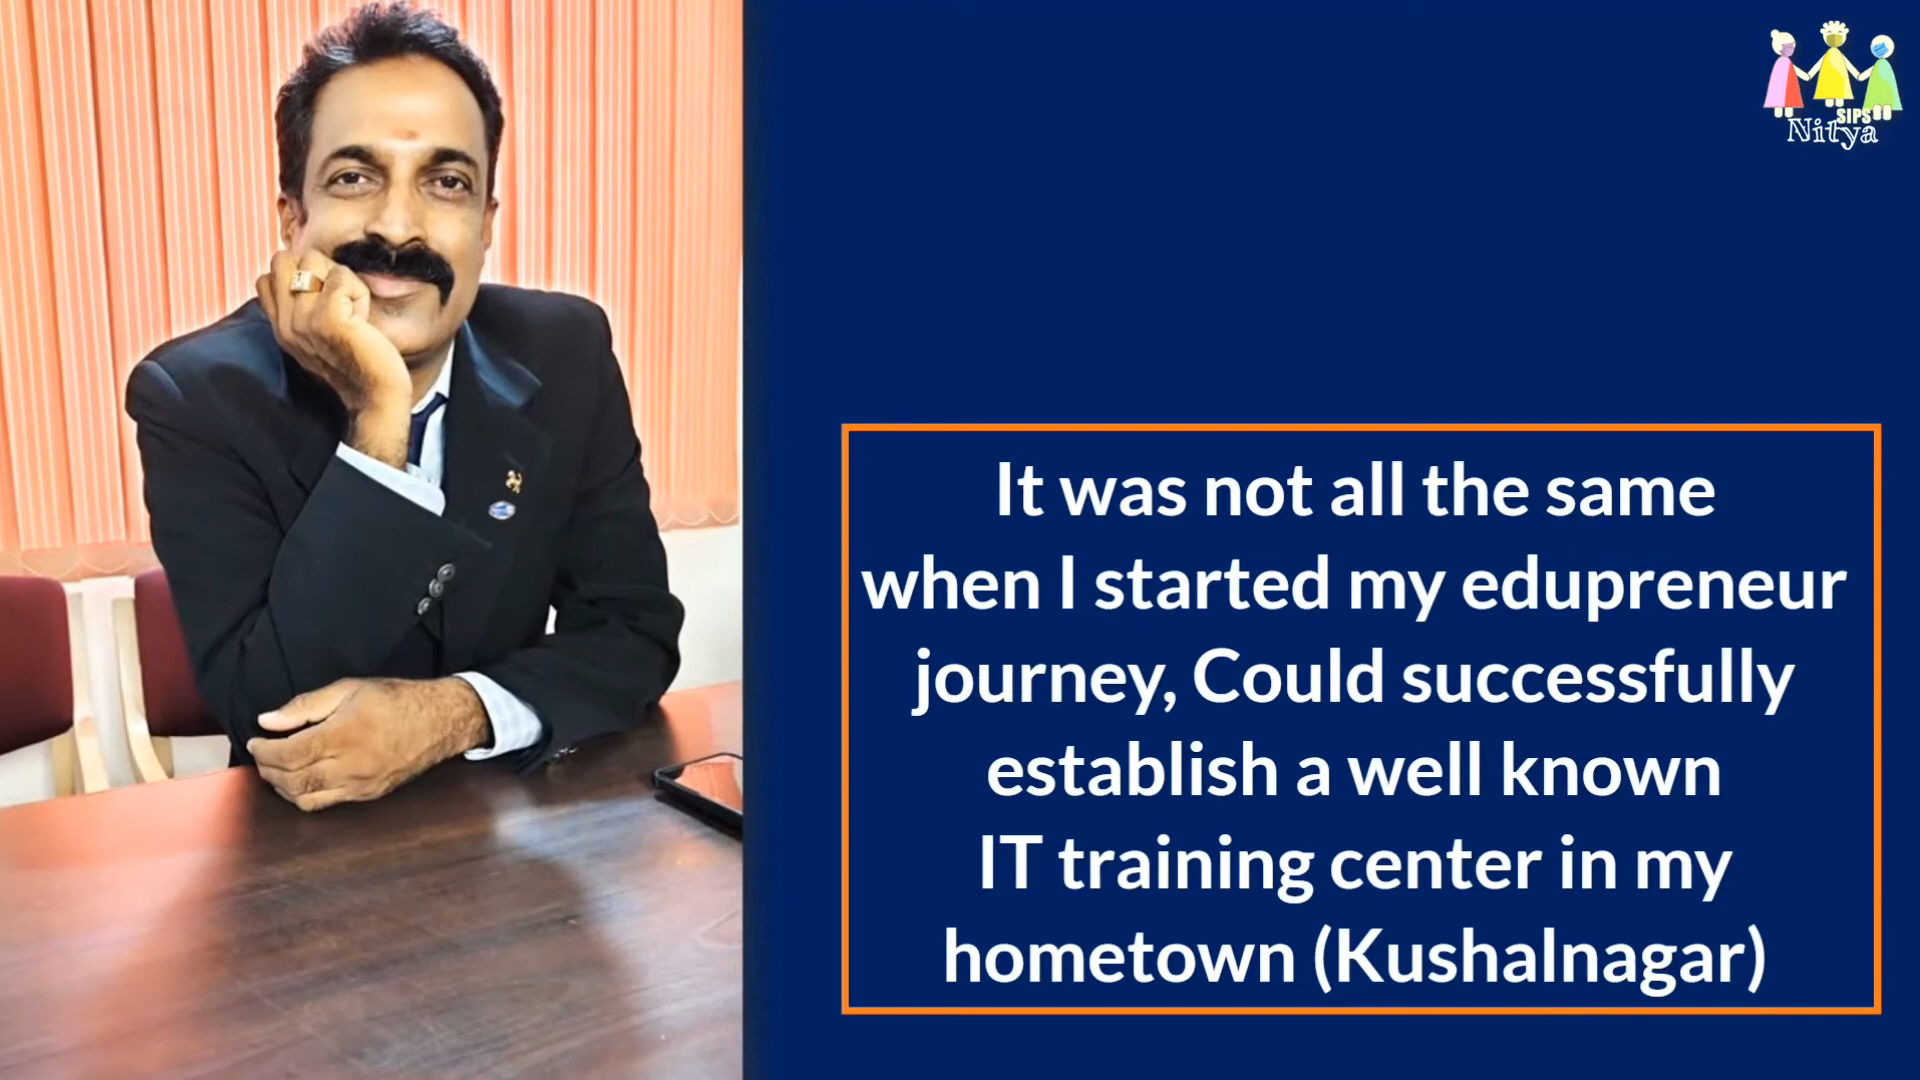 SIPS
Nitya
It was not all the same
when I started my edupreneur
journey, Could successfully
establish a well known
IT training center in my
hometown (Kushalnagar)